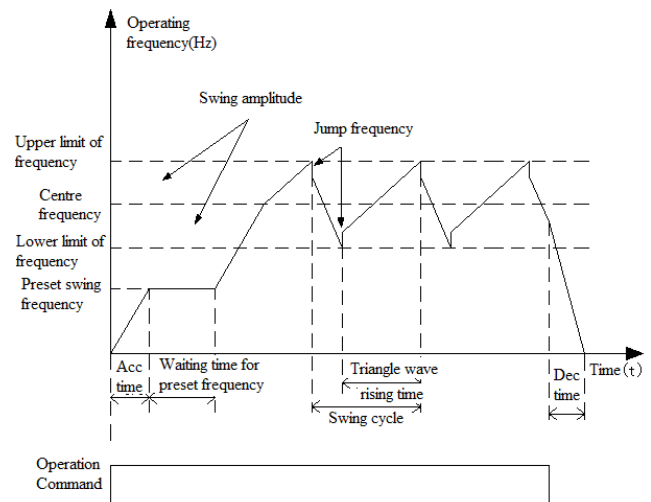 Operating
frequency(Hz)
Swing amplitude
Jump frequency
Upper limit of
frequency
Centre
frequency
Lower limit of
frequency
Preset swing
frequency
Acc
time
Waiting time for
preset frequency
Triangle wave
rising time
Swing cycle
Dec
time
Time(t)
Operation
Command